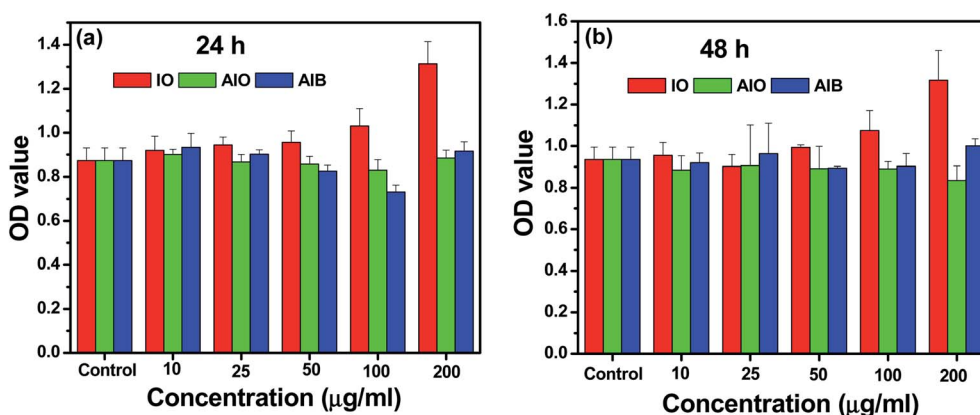 (a)
24 h
IO AIO AIB
OD value
1.4
1.2
1.0
0.8
0.6
0.4
0.2
0.0
Control 10 25 50 100 200
Concentration (μg/ml)
(b)
48 h
IO AIO AIB
OD value
1.6
1.4
1.2
1.0
0.8
0.6
0.4
0.2
0.0
Control 10 25 50 100 200
Concentration (μg/ml)